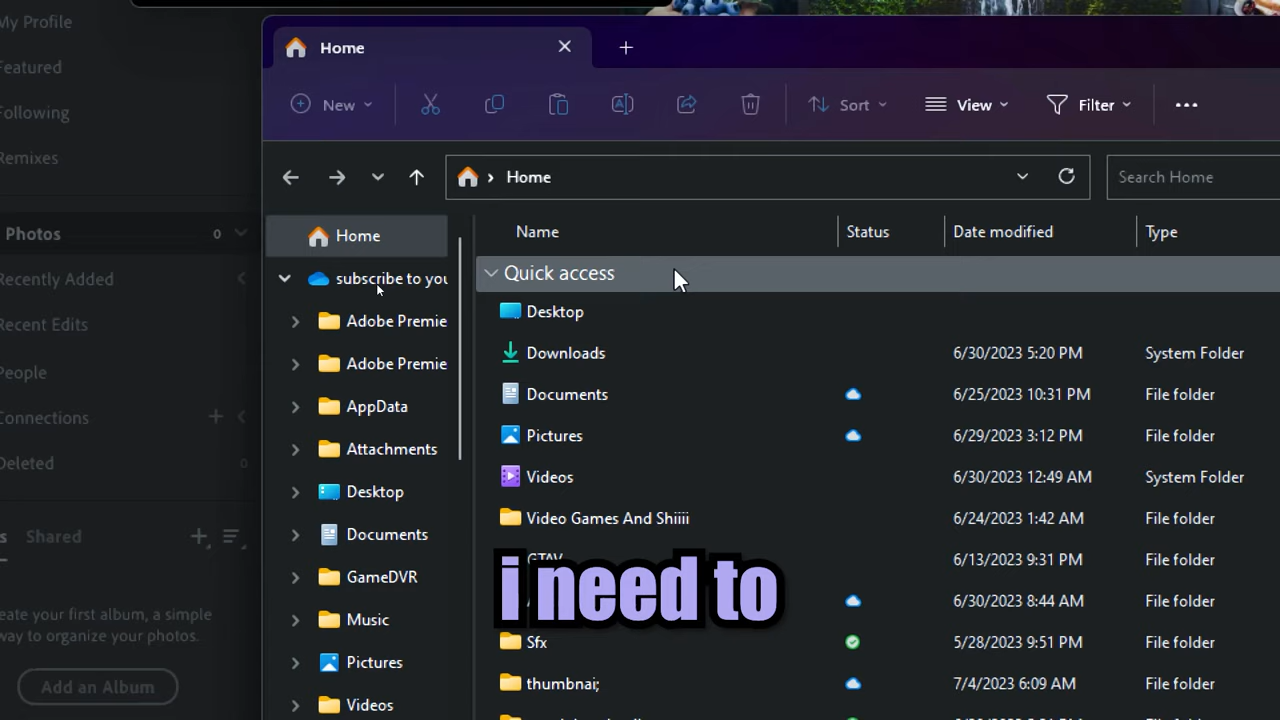 My Profile
Featured
Following
Remixes
Photos 0
Recently Added
Recent Edits
People
Connections
Deleted 0
Shared
create your first album, a simple
way to organize your photos.
Add an Album
Home
New
Sort
View
Filter
Home
Search Home
Home
subscribe to you
Adobe Premie
Adobe Premie
AppData
Attachments
Desktop
Documents
GameDVR
Music
Pictures
Videos
Name Status Date modified Type
Quick access
Desktop
Downloads 6/30/2023 5:20 PM System Folder
Documents 6/25/2023 10:31 PM File folder
Pictures 6/29/2023 3:12 PM File folder
Videos 6/30/2023 12:49 AM System Folder
Video Games And Shiiii 6/24/2023 1:42 AM File folder
GTAV 6/13/2023 9:31 PM File folder
6/30/2023 8:44 AM File folder
Sfx 5/28/2023 9:51 PM File folder
thumbnai; 7/4/2023 6:09 AM File folder
i need to